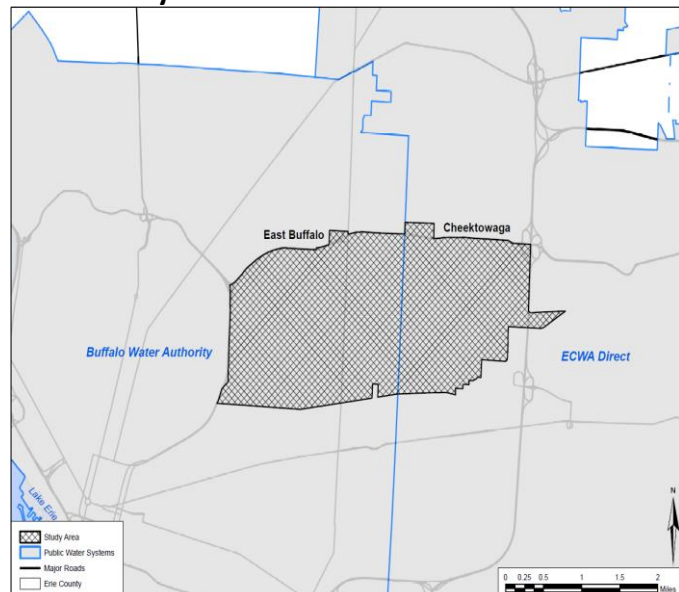 East Buffalo
Cheektowaga
Buffalo Water Authority
ECWA Direct
Lake Erie
N
Study Area
Public Water Systems
Major Roads
Erie County
0 0.25 0.5 1 1.5 2
Miles